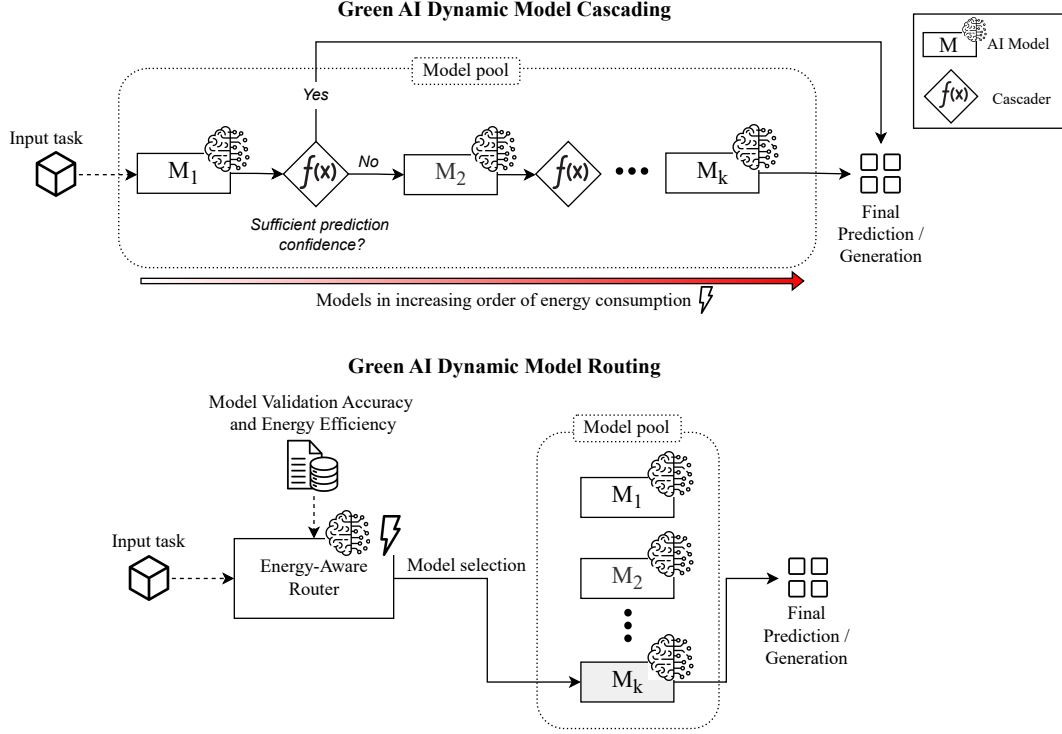 Green AI Dynamic Model Cascading
M
AI Model
f(x)
Cascader
Model pool
Yes
Input task
M1
f(x)
No
M2
f(x)
Mk
Sufficient prediction
confidence?
Final
Prediction /
Generation
Models in increasing order of energy consumption
Green AI Dynamic Model Routing
Model Validation Accuracy
and Energy Efficiency
Model pool
M1
Input task
Energy-Aware
Router
Model selection
M2
Final
Prediction /
Generation
Mk